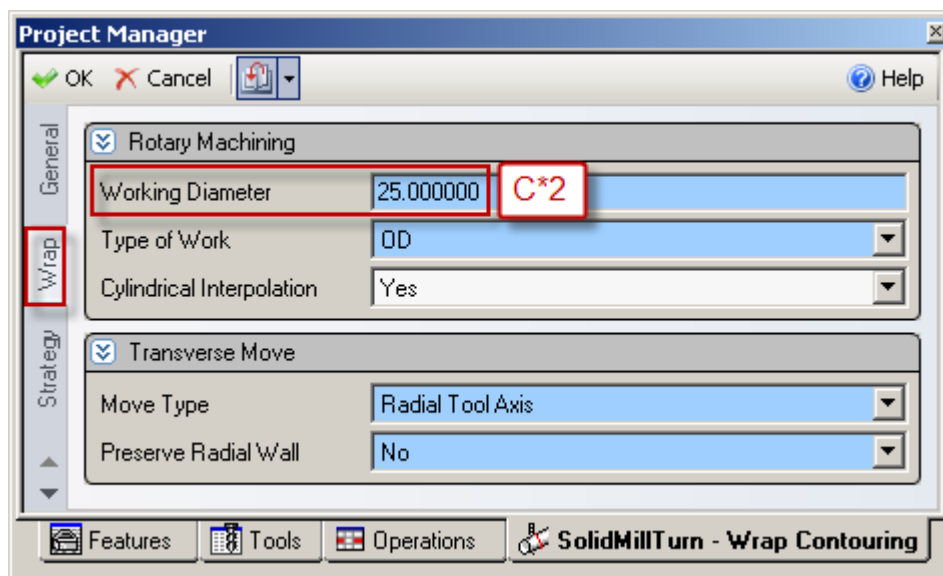 Project Manager
OK Cancel Help
General
Wrap
Strategy
Rotary Machining
Working Diameter 25.000000 C*2
Type of Work OD
Cylindrical Interpolation Yes
Transverse Move
Move Type Radial Tool Axis
Preserve Radial Wall No
Features Tools Operations SolidMillTurn - Wrap Contouring